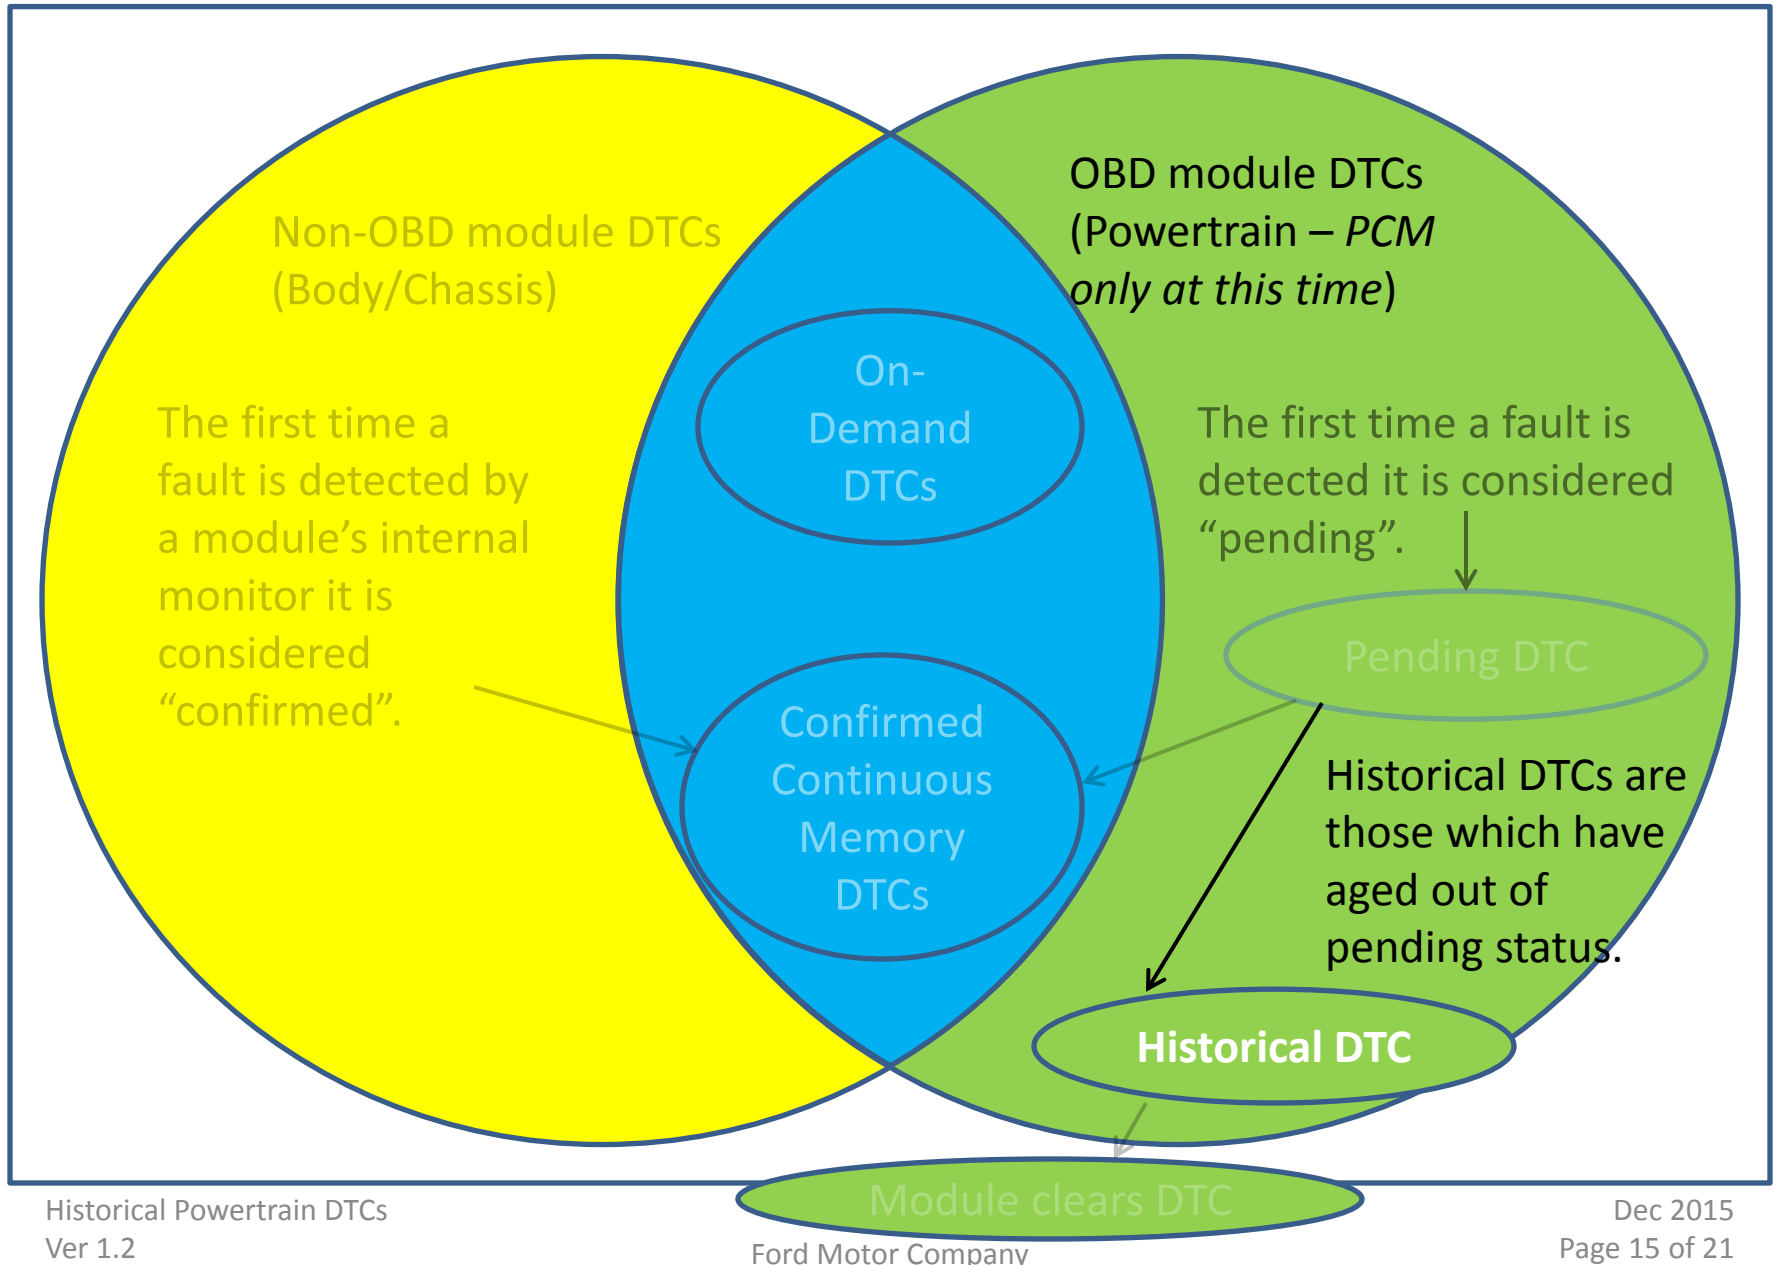 Non-OBD module DTCs
(Body/Chassis)
The first time a
fault is detected by
a module’s internal
monitor it is
considered
“confirmed”.
On-
Demand
DTCs
Confirmed
Continuous
Memory
DTCs
OBD module DTCs
(Powertrain – PCM
only at this time)
The first time a fault is
detected it is considered
“pending”.
Pending DTC
Historical DTCs are
those which have
aged out of
pending status.
Historical DTC
Module clears DTC
Historical Powertrain DTCs
Ver 1.2
Ford Motor Company
Dec 2015
Page 15 of 21